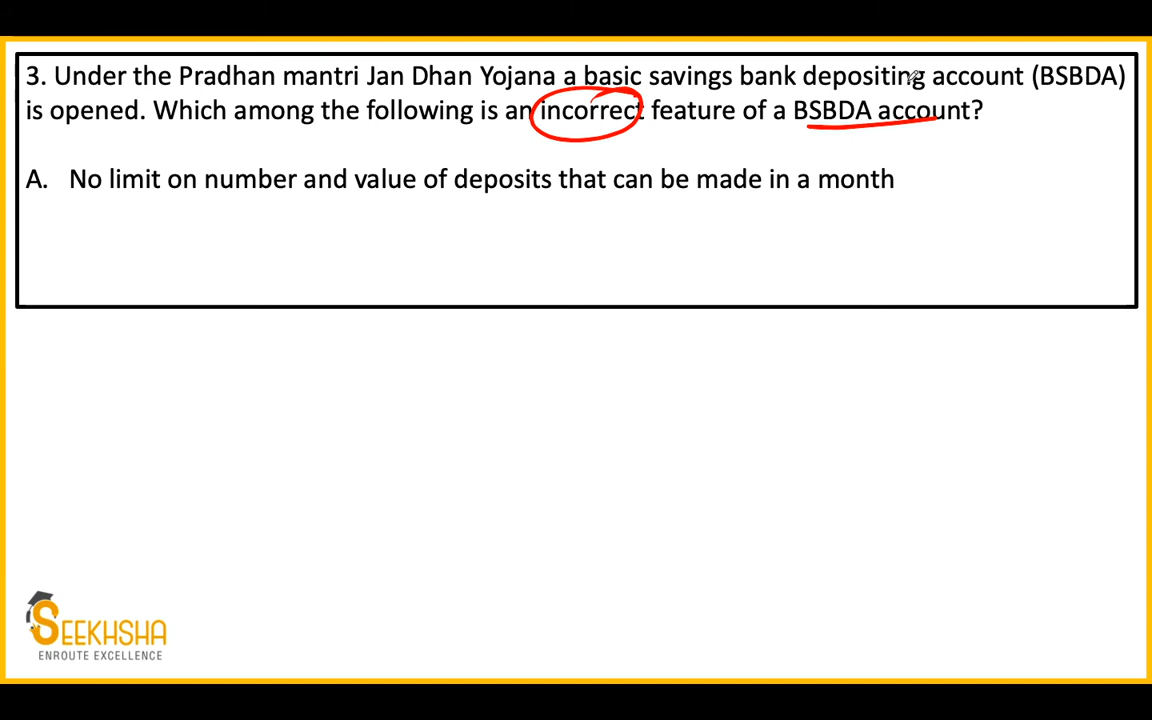 3. Under the Pradhan mantri Jan Dhan Yojana a basic savings bank depositing account (BSBDA)
is opened. Which among the following is an incorrect feature of a BSBDA account?
A. No limit on number and value of deposits that can be made in a month
SEEKHSHA
ENROUTE EXCELLENCE